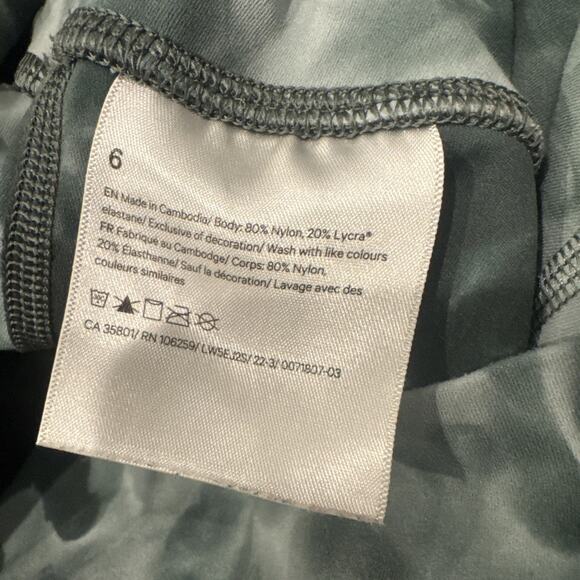 6
EN Made in Cambodia/ Body: 80% Nylon, 20% Lycra®
elastane/ Exclusive of decoration/ Wash with like colours
FR Fabriqué au Cambodge/ Corps: 80% Nylon,
20% Élasthanne/ Sauf la décoration/ Lavage avec des
couleurs similaires
CA 35801/ RN 106259/ LW5EJ2S/ 22-3/ 0071807-03